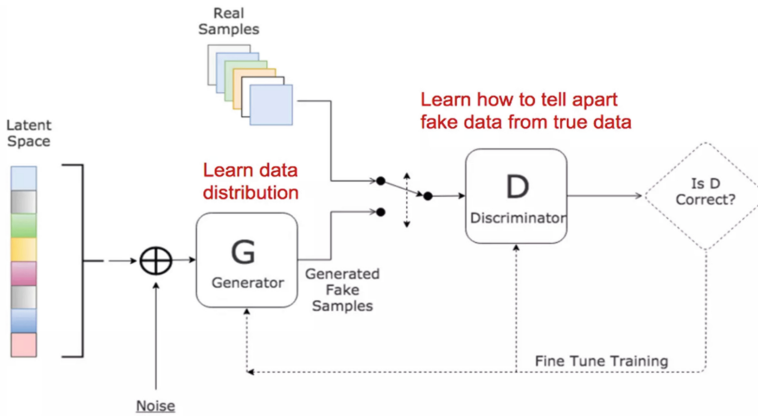 Real
Samples
Latent
Space
Learn data
distribution
Learn how to tell apart
fake data from true data
G
Generator
Generated
Fake
Samples
D
Discriminator
Is D
Correct?
Fine Tune Training
Noise